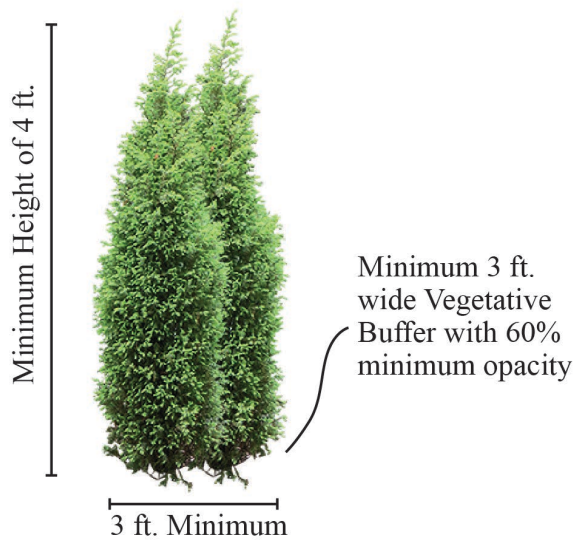 Minimum Height of 4 ft.
Minimum 3 ft.
wide Vegetative
Buffer with 60%
minimum opacity
3 ft. Minimum